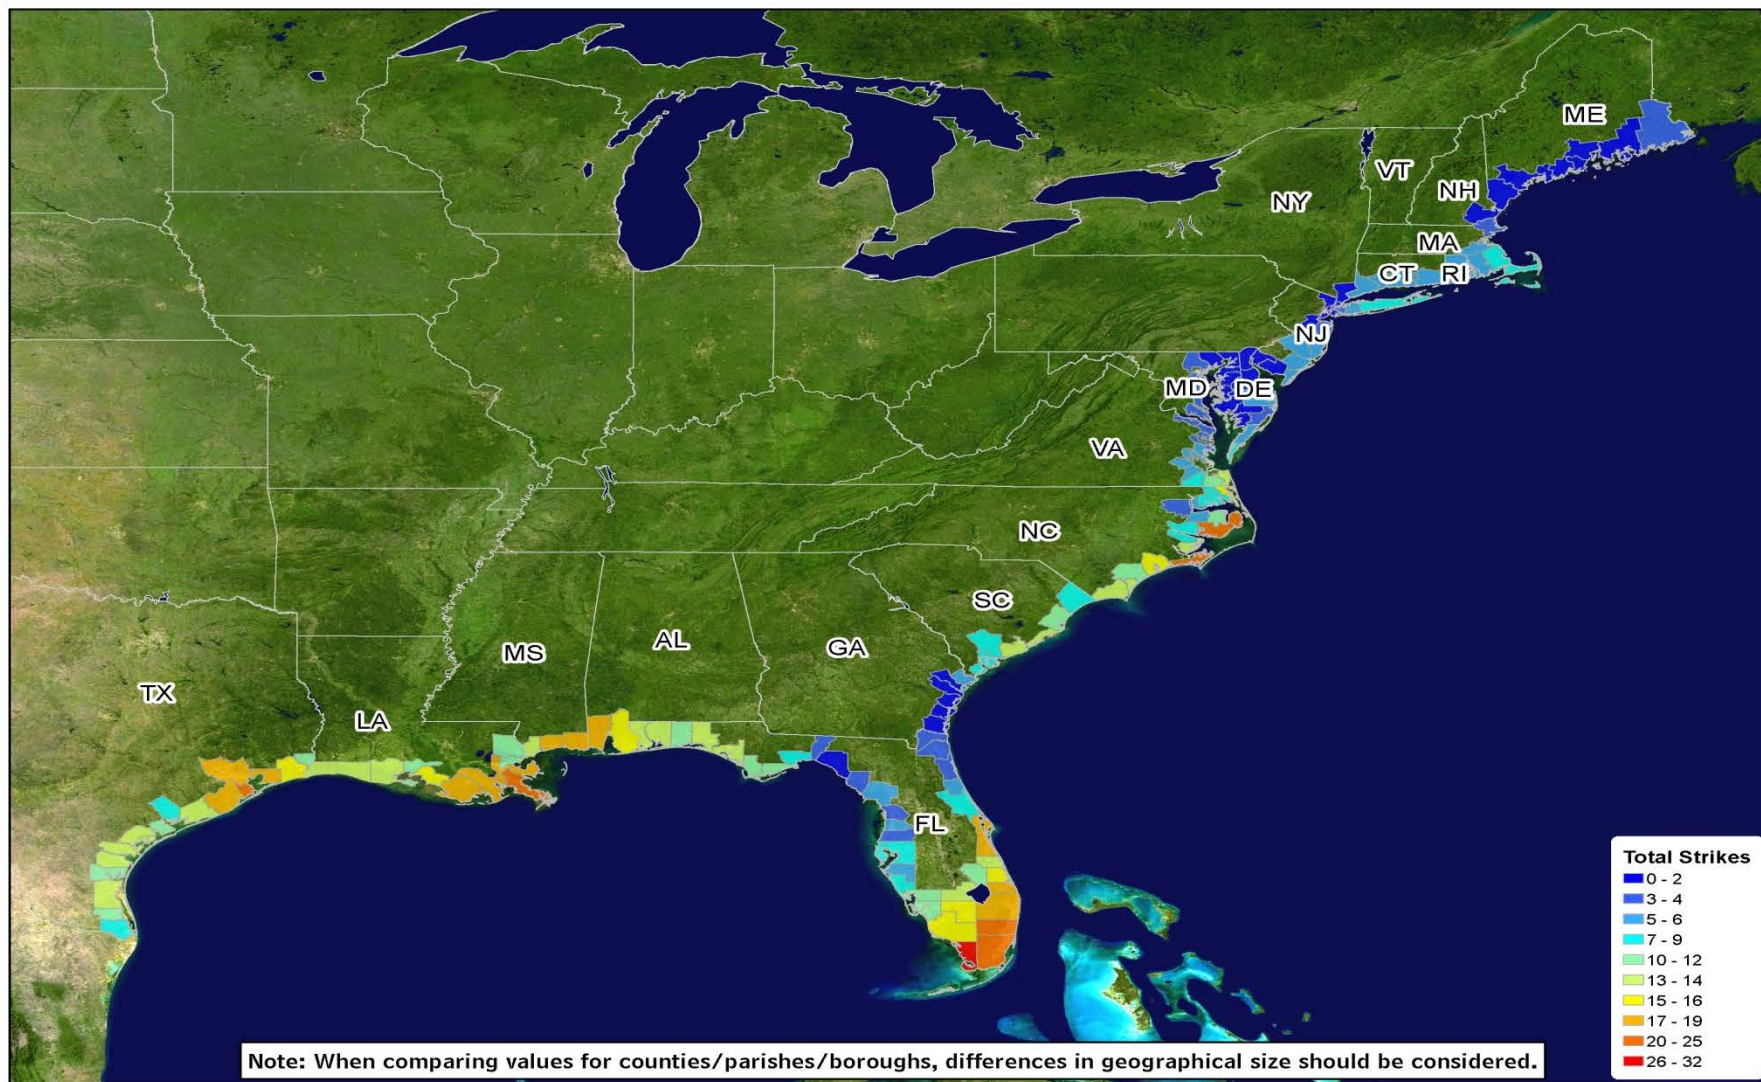 ME
VT
NH
NY
MA
CT RI
NJ
MD DE
VA
NC
SC
MS AL GA
TX
LA
FL
Total Strikes
0 - 2
3 - 4
5 - 6
7 - 9
10 - 12
13 - 14
15 - 16
17 - 19
20 - 25
26 - 32
Note: When comparing values for counties/parishes/boroughs, differences in geographical size should be considered.